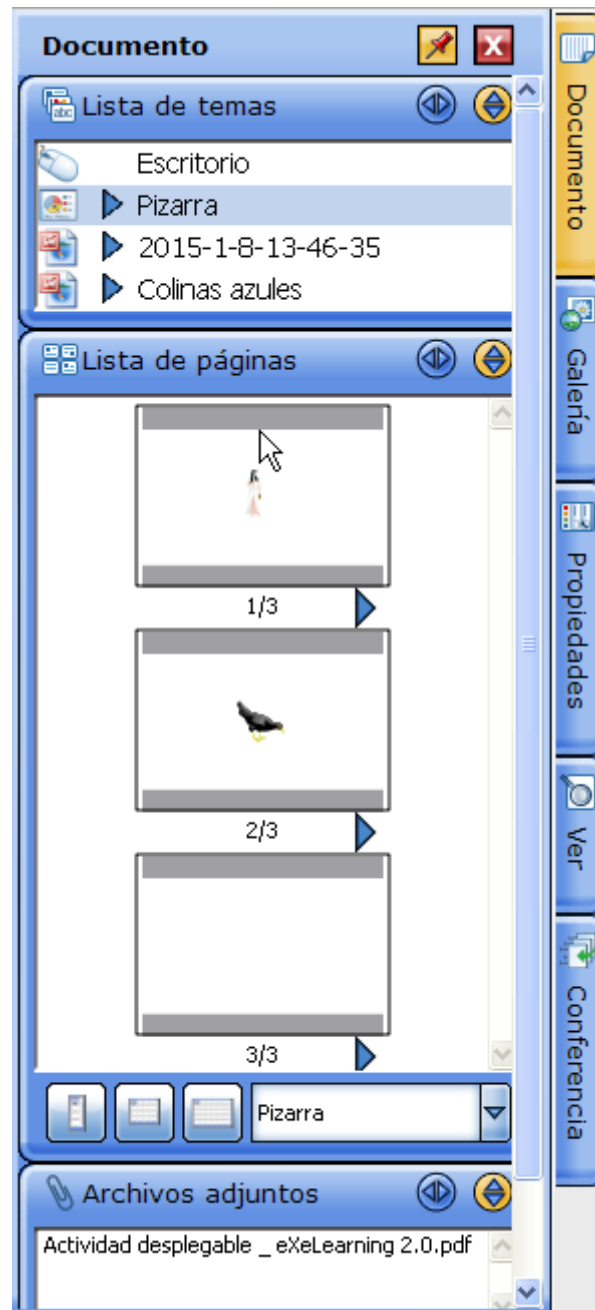 Documento
Lista de temas
Escritorio
Pizarra
2015-1-8-13-46-35
Colinas azules
Lista de páginas
1/3
2/3
3/3
Pizarra
Archivos adjuntos
Actividad desplegable _ eXeLearning 2.0.pdf
Documento
Galería
Propiedades
Ver
Conferencia